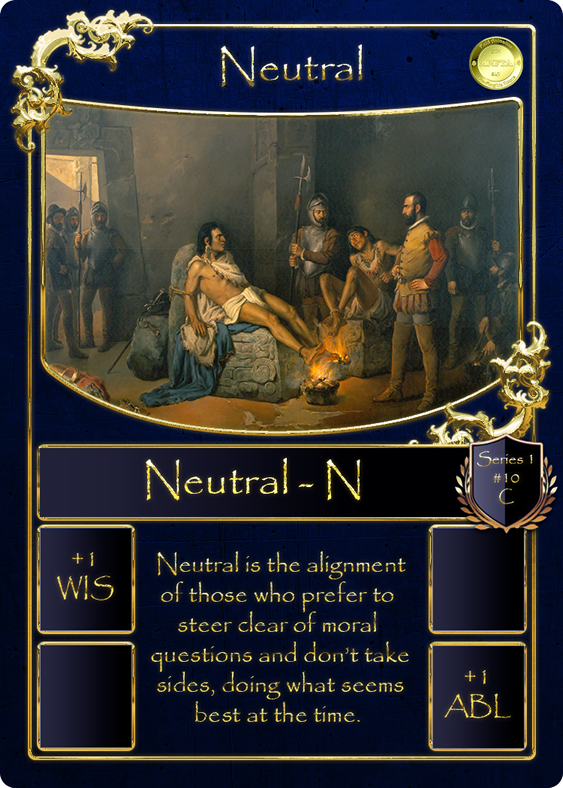 Neutral
Neutral - N
Series 1
#10
C
+1
WIS
Neutral is the alignment
of those who prefer to
steer clear of moral
questions and don't take
sides, doing what seems
best at the time.
+1
ABL